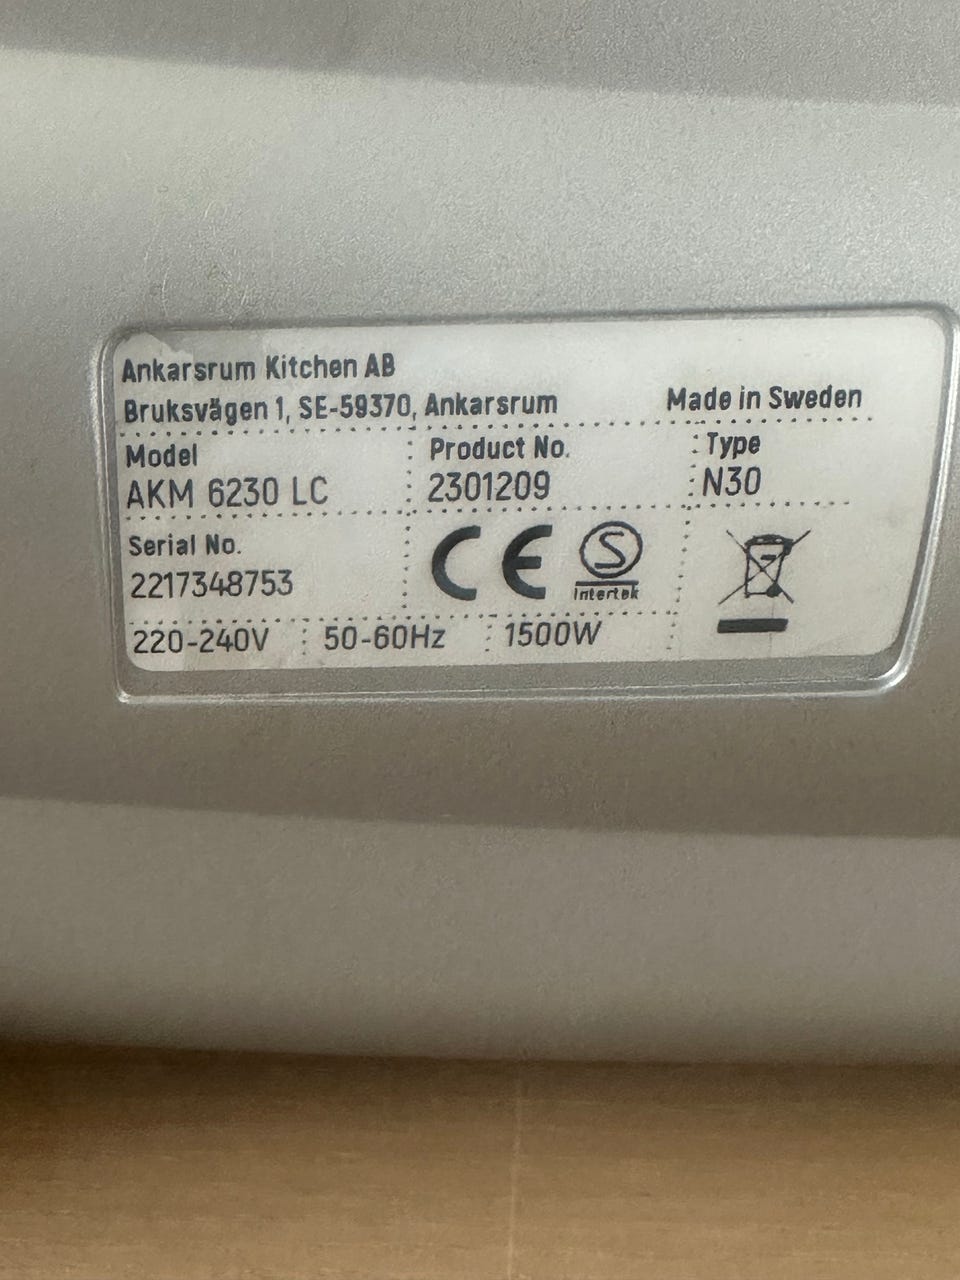 Ankarsrum Kitchen AB
Bruksvägen 1, SE-59370, Ankarsrum Made in Sweden
Model Product No. Type
AKM 6230 LC 2301209 N30
Serial No.
2217348753
CE S
Intertek
220-240V 50-60Hz 1500W